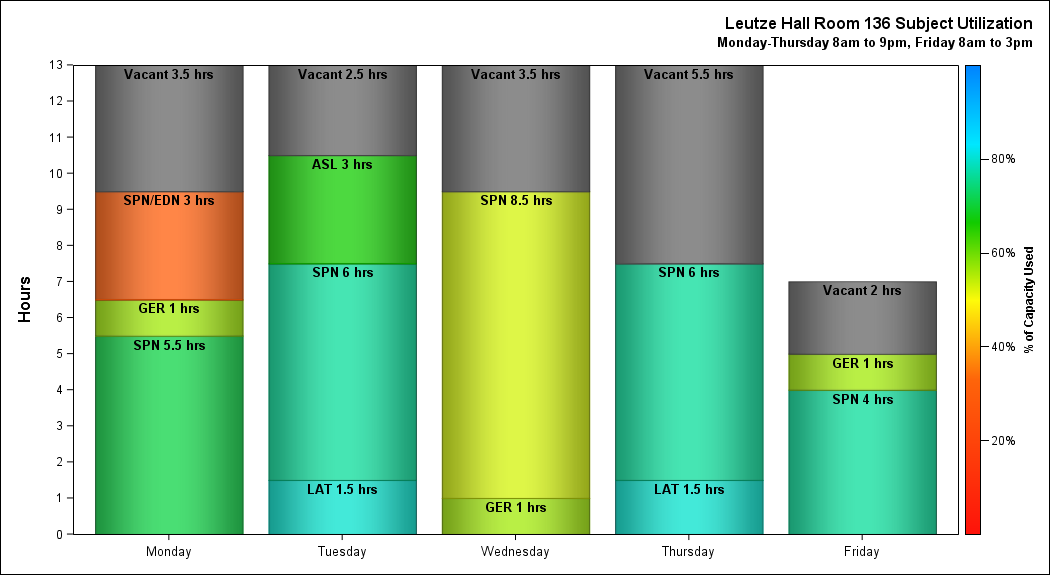 Leutze Hall Room 136 Subject Utilization
Monday-Thursday 8am to 9pm, Friday 8am to 3pm
Hours
13
12
11
10
9
8
7
6
5
4
3
2
1
0
Vacant 3.5 hrs
SPN/EDN 3 hrs
GER 1 hrs
SPN 5.5 hrs
Monday
Vacant 2.5 hrs
ASL 3 hrs
SPN 6 hrs
LAT 1.5 hrs
Tuesday
Vacant 3.5 hrs
SPN 8.5 hrs
GER 1 hrs
Wednesday
Vacant 5.5 hrs
SPN 6 hrs
LAT 1.5 hrs
Thursday
Vacant 2 hrs
GER 1 hrs
SPN 4 hrs
Friday
80%
60%
40%
20%
% of Capacity Used